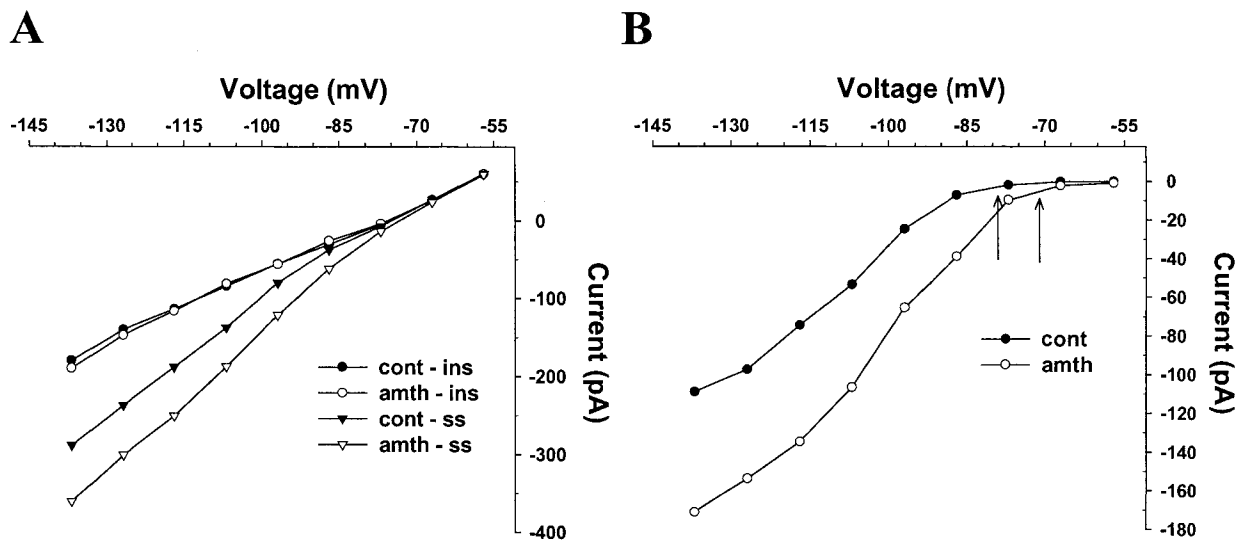 A
Voltage (mV)
-145 -130 -115 -100 -85 -70 -55
0
-100
-200
-300
-400
Current (pA)
cont - ins
amth - ins
cont - ss
amth - ss
B
Voltage (mV)
-145 -130 -115 -100 -85 -70 -55
0
-20
-40
-60
-80
-100
-120
-140
-160
-180
Current (pA)
cont
amth